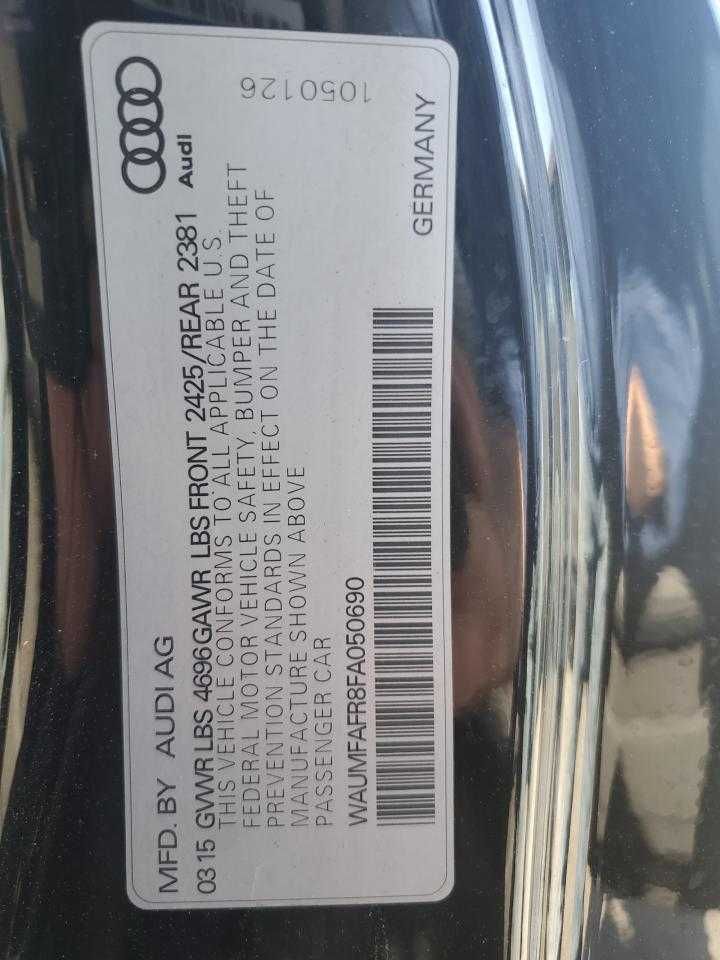 MFD. BY AUDI AG
Audi
03 15 GVWR LBS 4696 GAWR LBS FRONT 2425/REAR 2381
THIS VEHICLE CONFORMS TO ALL APPLICABLE U.S.
FEDERAL MOTOR VEHICLE SAFETY, BUMPER AND THEFT
PREVENTION STANDARDS IN EFFECT ON THE DATE OF
MANUFACTURE SHOWN ABOVE
PASSENGER CAR
WAUMFAFR8FA050690
GERMANY
1050126